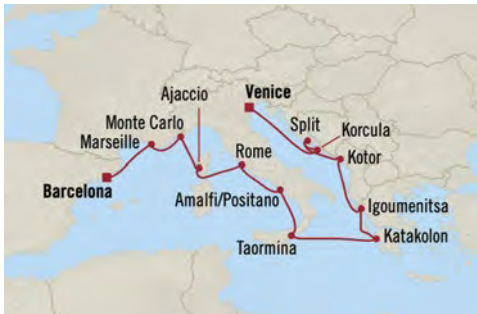 Ajaccio
Venice
Monte Carlo
Split
Korcula
Marseille
Rome
Kotor
Barcelona
Amalfi/Positano
Igoumenitsa
Taormina
Katakolon